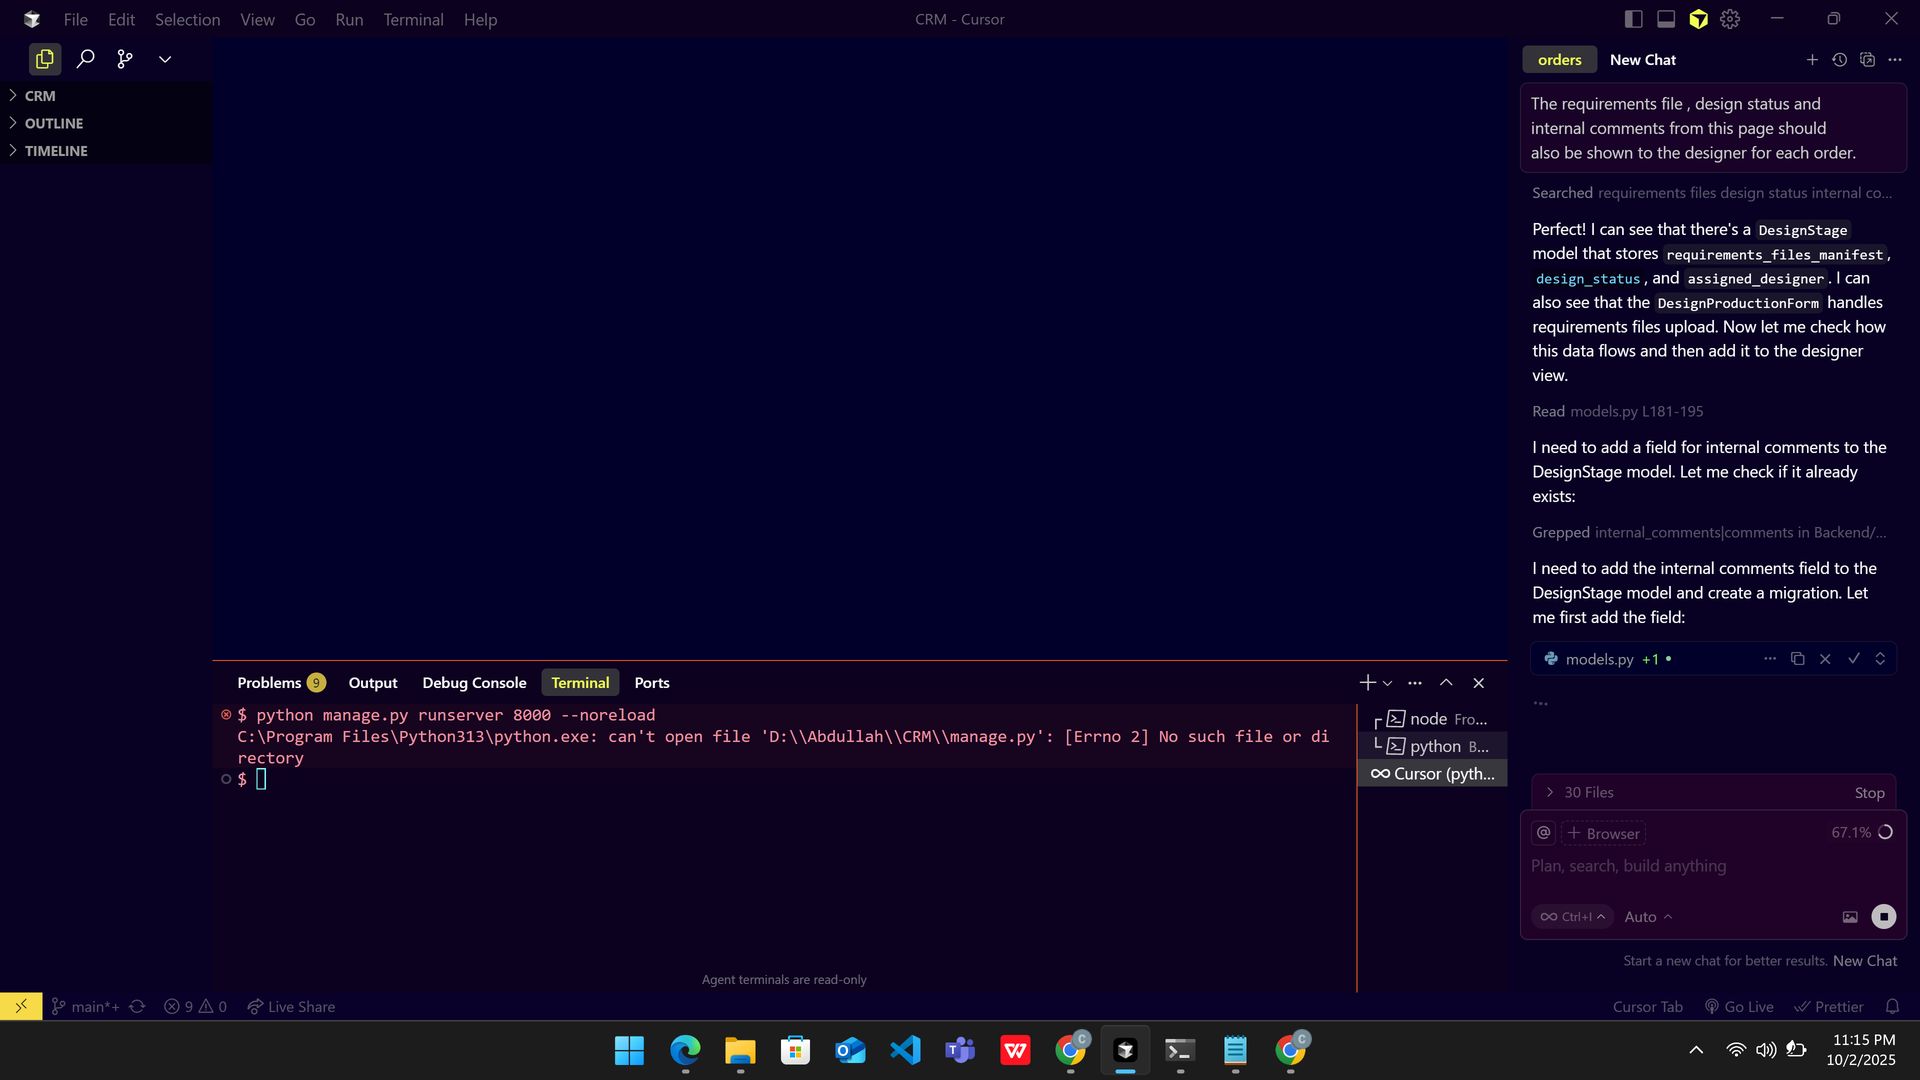 File Edit Selection View Go Run Terminal Help
CRM - Cursor
CRM
OUTLINE
TIMELINE
orders New Chat
The requirements file , design status and
internal comments from this page should
also be shown to the designer for each order.
Searched requirements files design status internal co...
Perfect! I can see that there's a DesignStage
model that stores requirements_files_manifest,
design_status, and assigned_designer. I can
also see that the DesignProductionForm handles
requirements files upload. Now let me check how
this data flows and then add it to the designer
view.
Read models.py L181-195
I need to add a field for internal comments to the
DesignStage model. Let me check if it already
exists:
Grepped internal_comments|comments in Backend/...
I need to add the internal comments field to the
DesignStage model and create a migration. Let
me first add the field:
models.py +1 •
...
30 Files Stop
@ + Browser 67.1%
Plan, search, build anything
Ctrl+I Auto
Start a new chat for better results. New Chat
Problems 9 Output Debug Console Terminal Ports
$ python manage.py runserver 8000 --noreload
C:\Program Files\Python313\python.exe: can't open file 'D:\\Abdullah\\CRM\\manage.py': [Errno 2] No such file or di
rectory
$
node Fro...
python B...
Cursor (pyth...
Agent terminals are read-only
main*+ 9 0 Live Share
Cursor Tab Go Live Prettier
11:15 PM
10/2/2025